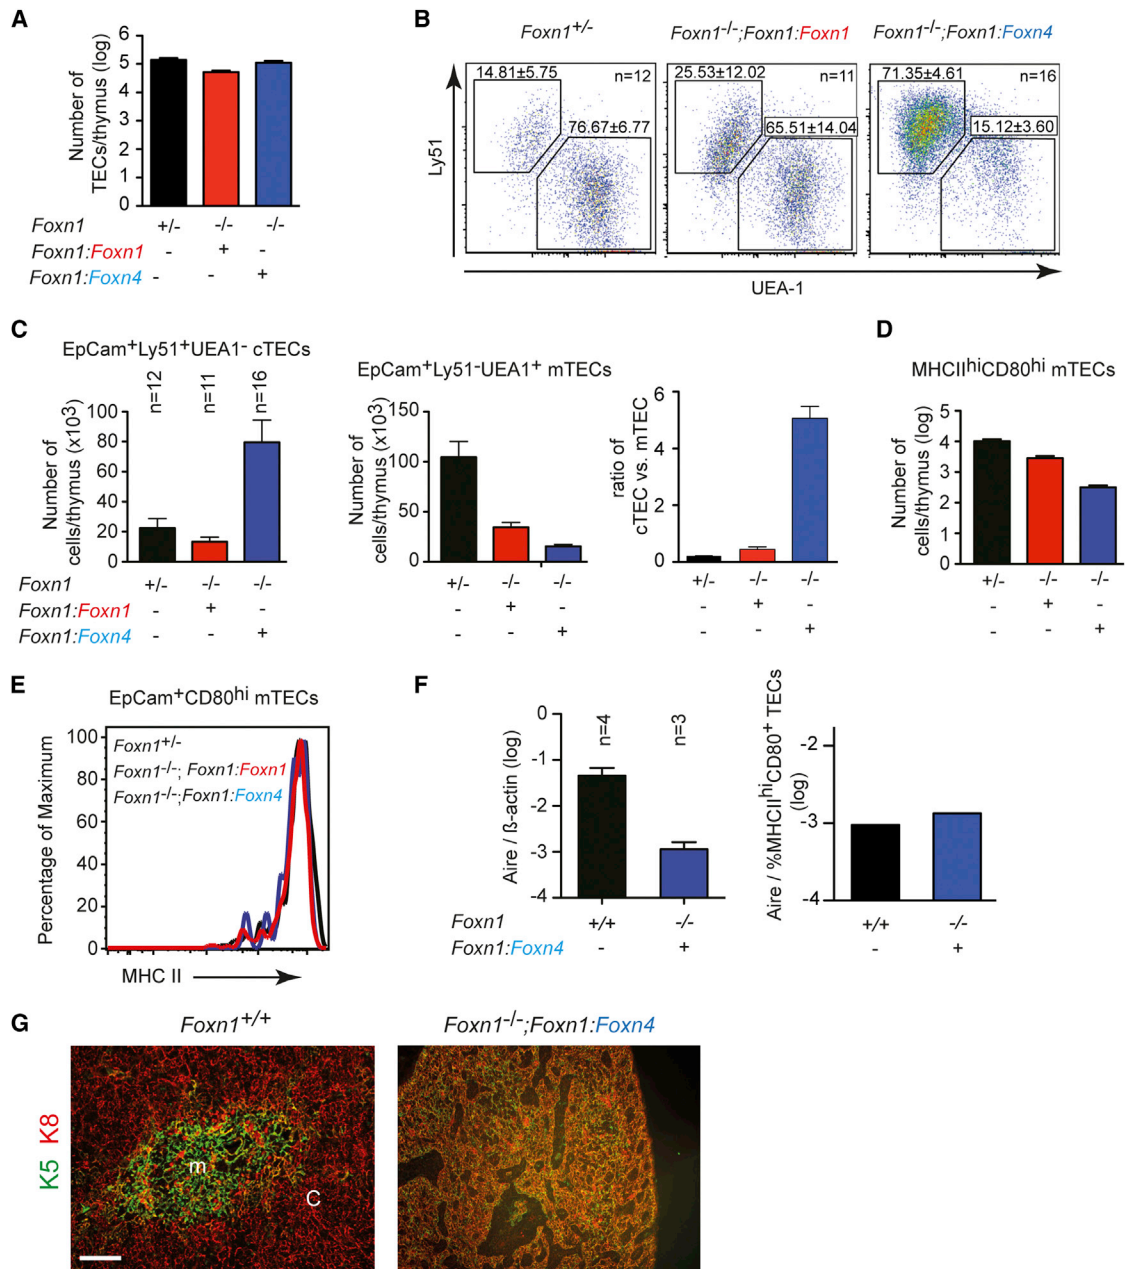 A
Number of
TECs/thymus (log)
6
5
4
3
2
1
0
Foxn1 +/- -/- -/-
Foxn1:Foxn1 - + -
Foxn1:Foxn4 - - +
B
Foxn1+/- Foxn1-/-;Foxn1:Foxn1 Foxn1-/-;Foxn1:Foxn4
14.81±5.75 n=12 25.53±12.02 n=11 71.35±4.61 n=16
76.67±6.77 65.51±14.04 15.12±3.60
Ly51
UEA-1
C
EpCam+Ly51+UEA1- cTECs
n=12 n=11 n=16
Number of
cells/thymus (x103)
100
80
60
40
20
0
Foxn1 +/- -/- -/-
Foxn1:Foxn1 - + -
Foxn1:Foxn4 - - +
EpCam+Ly51-UEA1+ mTECs
Number of
cells/thymus (x103)
150
100
50
0
+/- -/- -/-
- + -
- - +
ratio of
cTEC vs. mTEC
6
4
2
0
+/- -/- -/-
- + -
- - +
D
MHCIIhiCD80hi mTECs
Number of
cells/thymus (log)
5
4
3
2
1
0
+/- -/- -/-
- + -
- - +
E
EpCam+CD80hi mTECs
Percentage of Maximum
100
80
60
40
20
0
Foxn1+/-
Foxn1-/-; Foxn1:Foxn1
Foxn1-/-;Foxn1:Foxn4
MHC II
F
Aire / ß-actin (log)
0
-1
-2
-3
-4
n=4 n=3
Foxn1 +/+ -/-
Foxn1:Foxn4 - +
Aire / %MHCIIhiCD80+ TECs
(log)
-2
-3
-4
+/+ -/-
- +
G
Foxn1+/+ Foxn1-/-;Foxn1:Foxn4
K5 K8
m
C